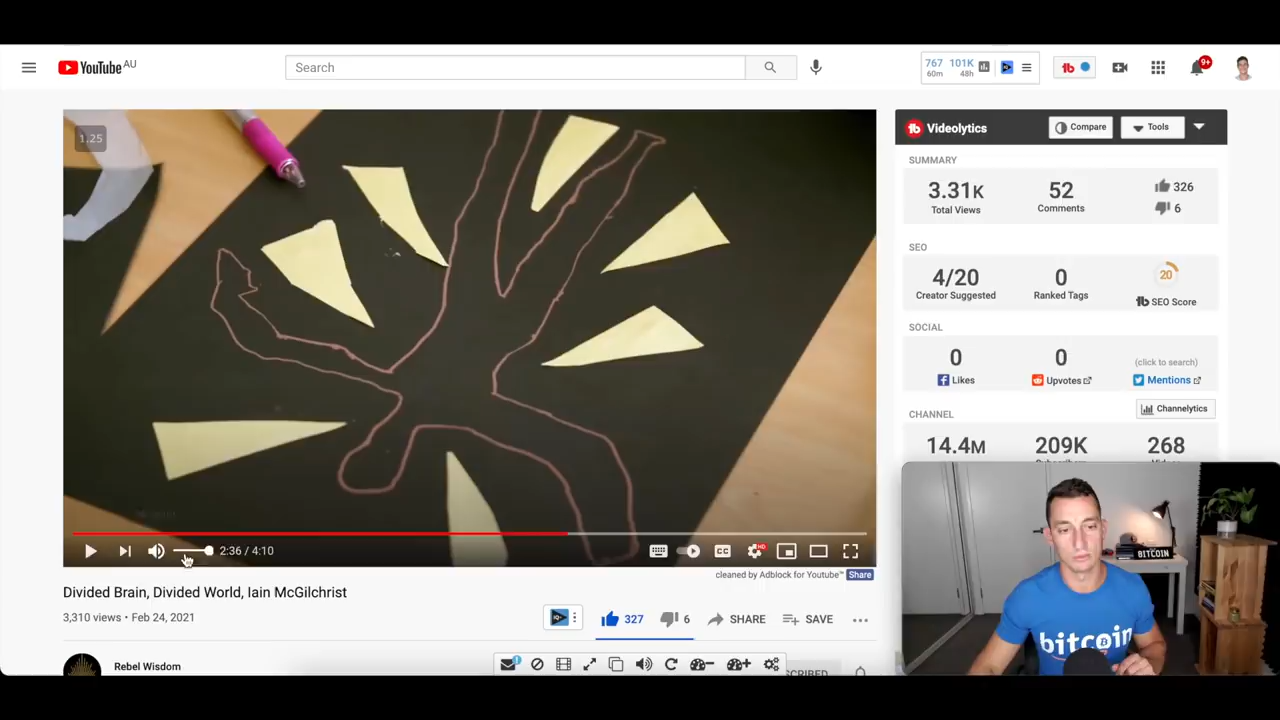 YouTube AU
Search
767 101K
60m 48h
9+
1.25
Videolytics
Compare
Tools
SUMMARY
3.31K
Total Views
52
Comments
326
6
SEO
4/20
Creator Suggested
0
Ranked Tags
20
SEO Score
SOCIAL
0
Likes
0
Upvotes
(click to search)
Mentions
CHANNEL
Channelytics
14.4M
209K
268
2:36 / 4:10
CC
HD
cleaned by Adblock for Youtube™
Share
Divided Brain, Divided World, Iain McGilchrist
3,310 views • Feb 24, 2021
327
6
SHARE
SAVE
Rebel Wisdom
BITCOIN
bitcoin